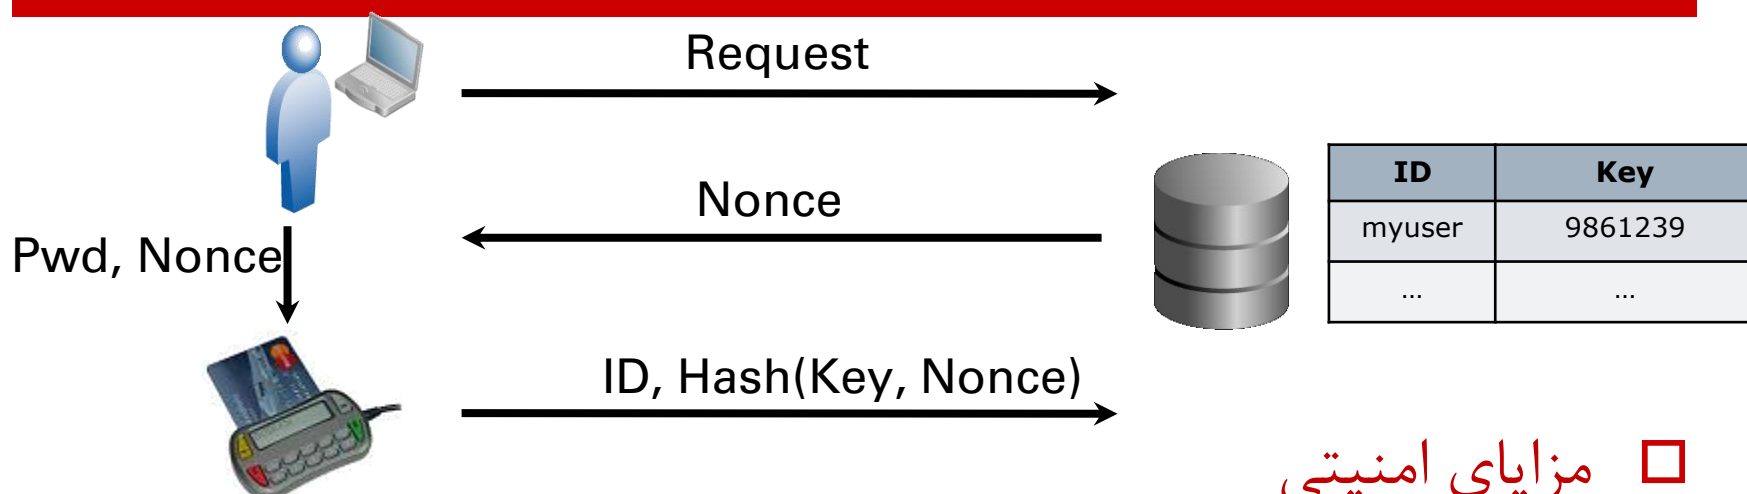 Request
Nonce
Pwd, Nonce
ID, Hash(Key, Nonce)
ID Key
myuser 9861239
... ...
مزایای امنیتی